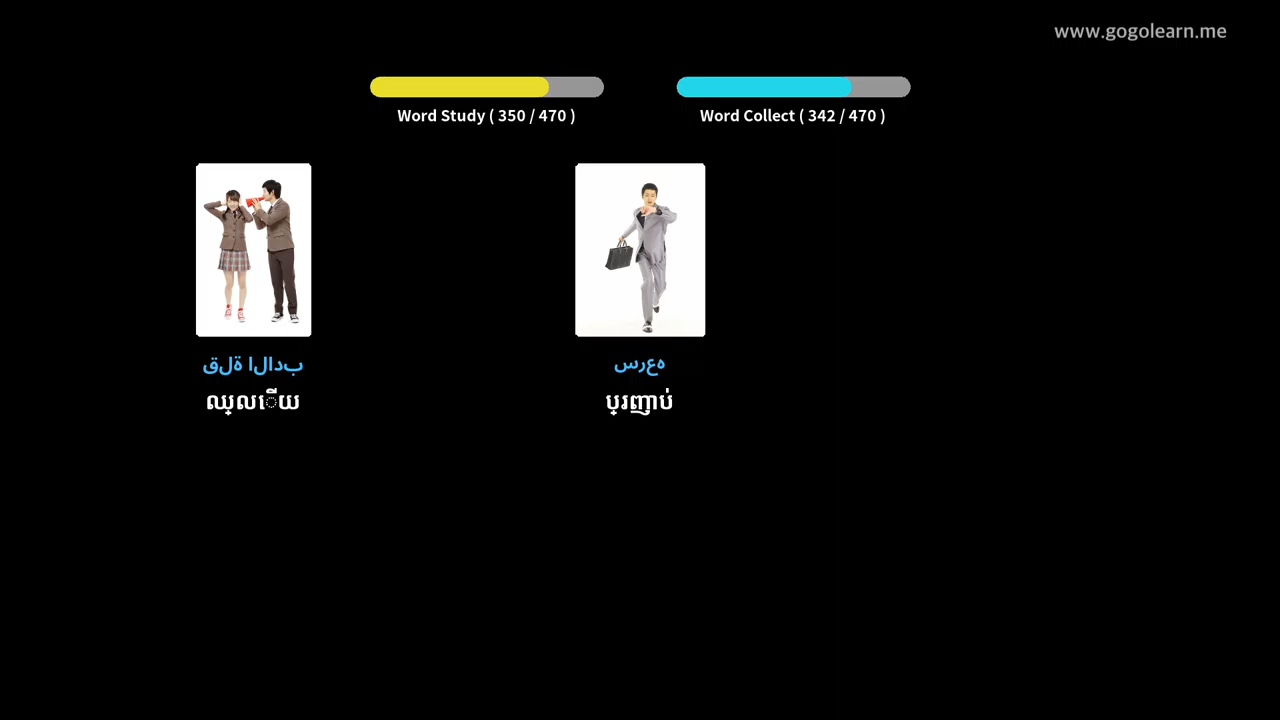 www.gogolearn.me
Word Study ( 350 / 470 )
Word Collect ( 342 / 470 )
قلة الادب
ឈ្លើយ
سرعه
ប្រញាប់